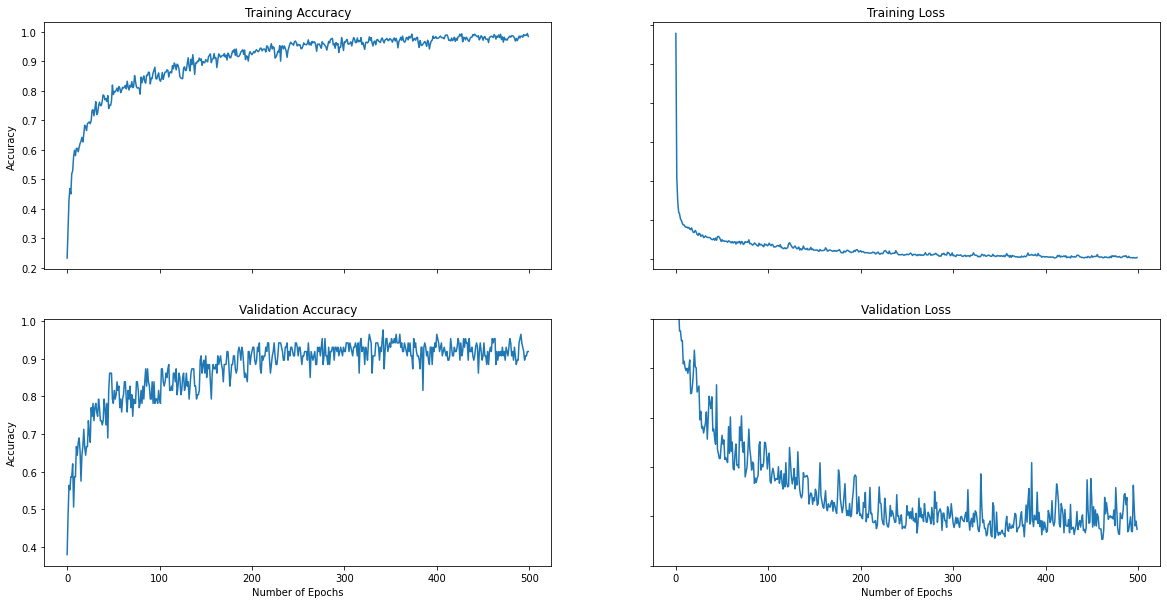 Training Accuracy
Training Loss
Accuracy
1.0
0.9
0.8
0.7
0.6
0.5
0.4
0.3
0.2
Validation Accuracy
Validation Loss
Accuracy
1.0
0.9
0.8
0.7
0.6
0.5
0.4
0 100 200 300 400 500
Number of Epochs
0 100 200 300 400 500
Number of Epochs